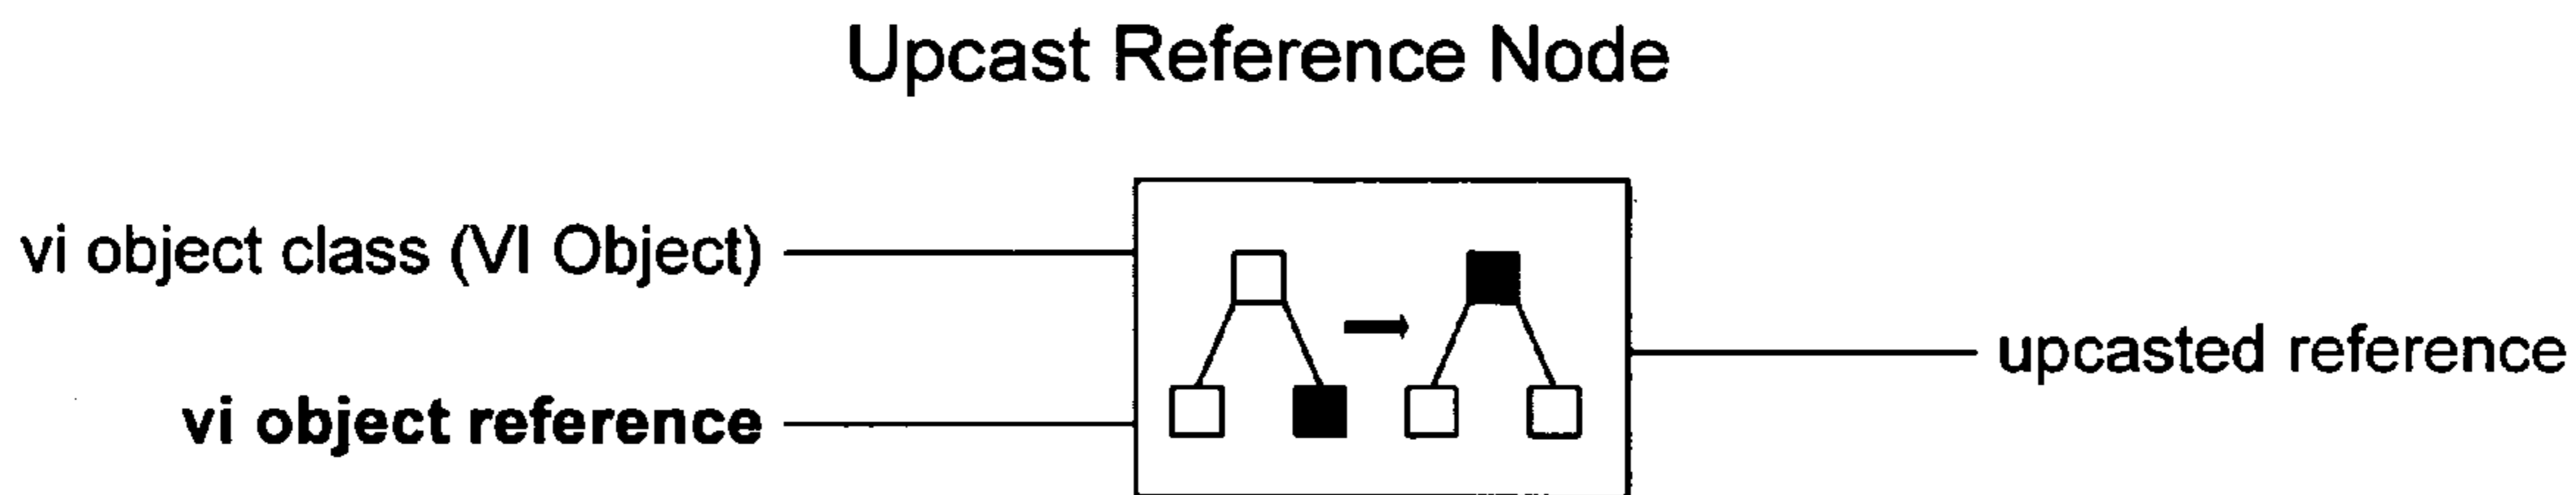 Upcast Reference Node
vi object class (VI Object)
upcasted reference
vi object reference